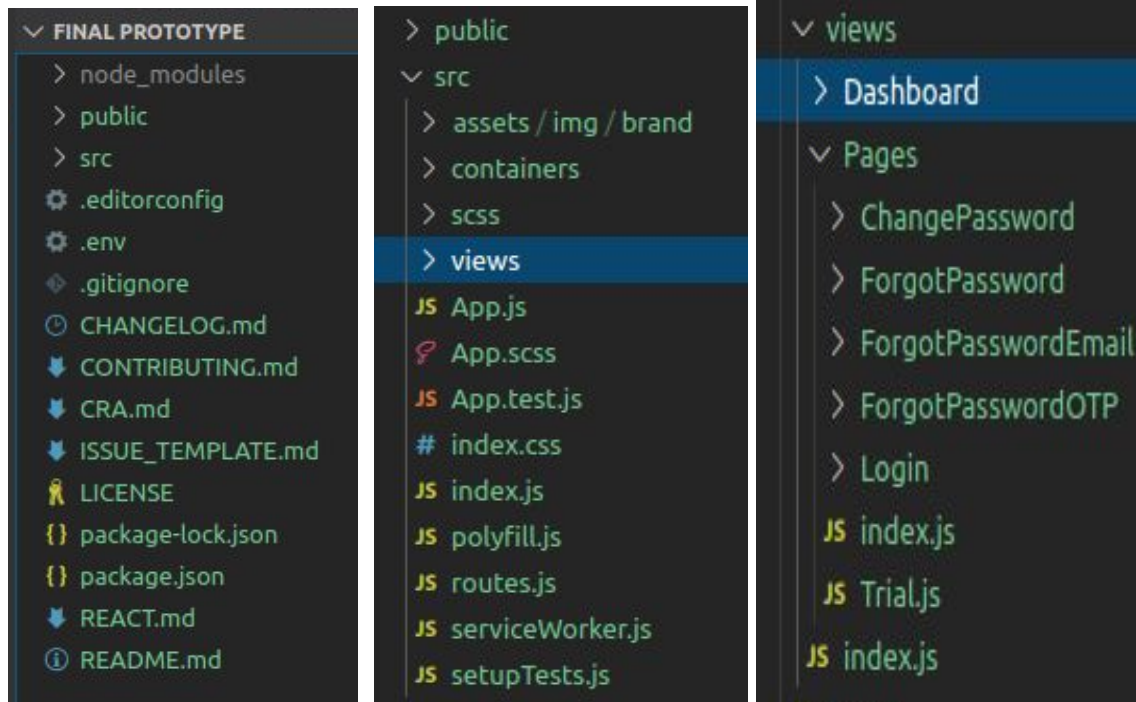 FINAL PROTOTYPE
node_modules
public
src
.editorconfig
.env
.gitignore
CHANGELOG.md
CONTRIBUTING.md
CRA.md
ISSUE_TEMPLATE.md
LICENSE
{} package-lock.json
{} package.json
REACT.md
README.md
public
src
assets / img / brand
containers
scss
views
JS App.js
App.scss
JS App.test.js
# index.css
JS index.js
JS polyfill.js
JS routes.js
JS serviceWorker.js
JS setupTests.js
views
Dashboard
Pages
ChangePassword
ForgotPassword
ForgotPasswordEmail
ForgotPasswordOTP
Login
JS index.js
JS Trial.js
JS index.js